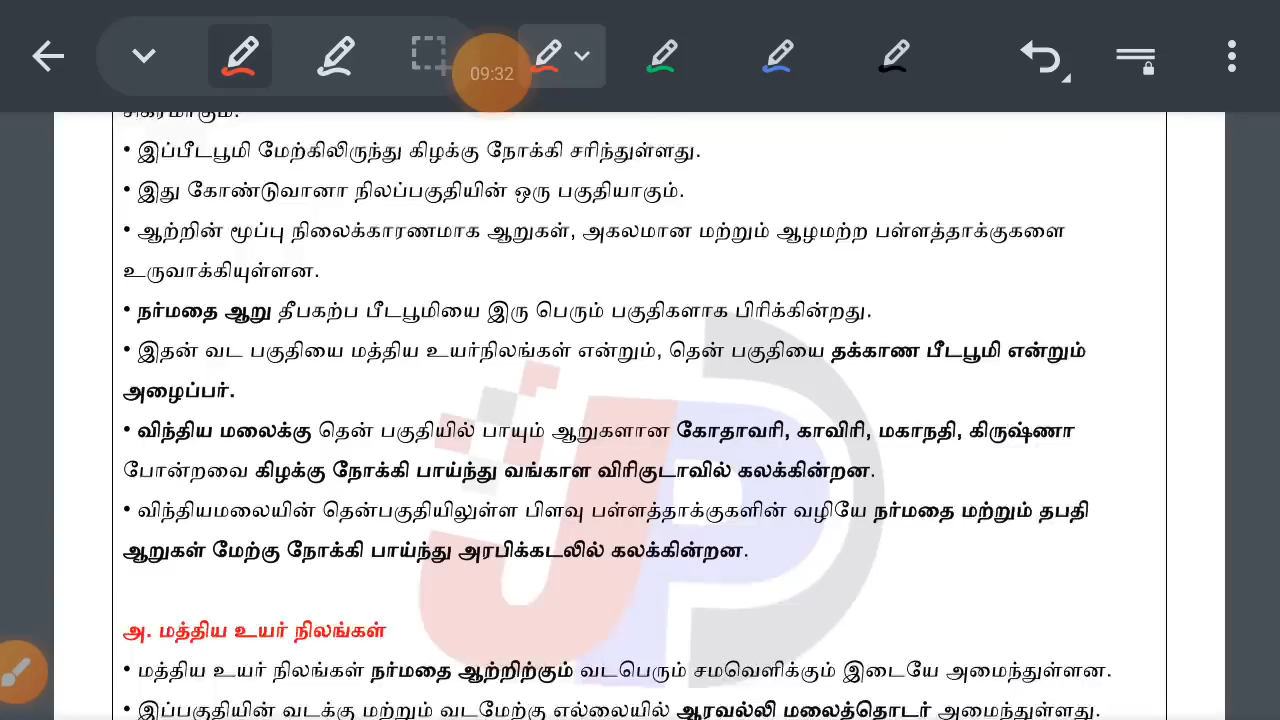 09:32
சிகரமாகும்.
• இப்பீடபூமி மேற்கிலிருந்து கிழக்கு நோக்கி சரிந்துள்ளது.
• இது கோண்டுவானா நிலப்பகுதியின் ஒரு பகுதியாகும்.
• ஆற்றின் மூப்பு நிலைக்காரணமாக ஆறுகள், அகலமான மற்றும் ஆழமற்ற பள்ளத்தாக்குகளை
உருவாக்கியுள்ளன.
• நர்மதை ஆறு தீபகற்ப பீடபூமியை இரு பெரும் பகுதிகளாக பிரிக்கின்றது.
• இதன் வட பகுதியை மத்திய உயர்நிலங்கள் என்றும், தென் பகுதியை தக்காண பீடபூமி என்றும்
அழைப்பர்.
• விந்திய மலைக்கு தென் பகுதியில் பாயும் ஆறுகளான கோதாவரி, காவிரி, மகாநதி, கிருஷ்ணா
போன்றவை கிழக்கு நோக்கி பாய்ந்து வங்காள விரிகுடாவில் கலக்கின்றன.
• விந்தியமலையின் தென்பகுதியிலுள்ள பிளவு பள்ளத்தாக்குகளின் வழியே நர்மதை மற்றும் தபதி
ஆறுகள் மேற்கு நோக்கி பாய்ந்து அரபிக்கடலில் கலக்கின்றன.
அ. மத்திய உயர் நிலங்கள்
• மத்திய உயர் நிலங்கள் நர்மதை ஆற்றிற்கும் வடபெரும் சமவெளிக்கும் இடையே அமைந்துள்ளன.
• இப்பகுதியின் வடக்கு மற்றும் வடமேற்கு எல்லையில் ஆரவல்லி மலைத்தொடர் அமைந்துள்ளது.